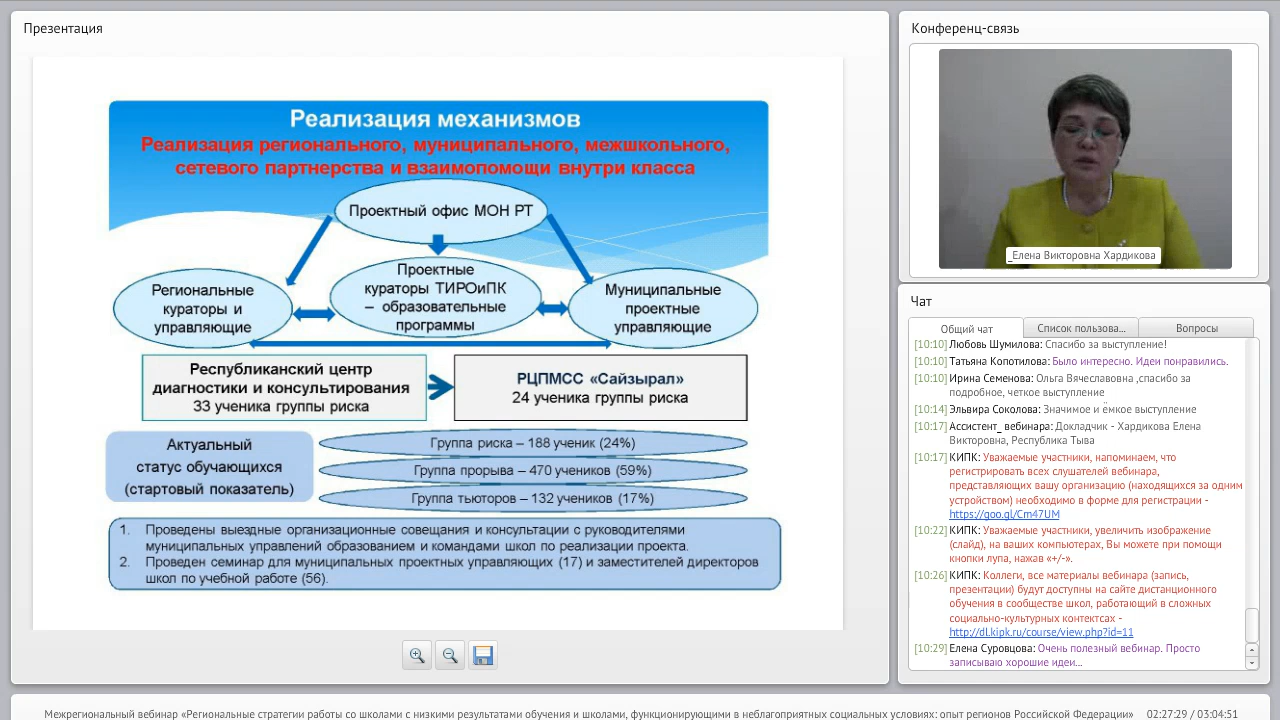 Презентация
Реализация механизмов
Реализация регионального, муниципального, межшкольного,
сетевого партнерства и взаимопомощи внутри класса
Проектный офис МОН РТ
Региональные
кураторы и
управляющие
Проектные
кураторы ТИРОиПК
– образовательные
программы
Муниципальные
проектные
управляющие
Республиканский центр
диагностики и консультирования
33 ученика группы риска
РЦПМСС «Сайзырал»
24 ученика группы риска
Актуальный
статус обучающихся
(стартовый показатель)
Группа риска – 188 ученик (24%)
Группа прорыва – 470 учеников (59%)
Группа тьюторов – 132 учеников (17%)
1. Проведены выездные организационные совещания и консультации с руководителями
муниципальных управлений образованием и командами школ по реализации проекта.
2. Проведен семинар для муниципальных проектных управляющих (17) и заместителей директоров
школ по учебной работе (56).
Конференц-связь
_Елена Викторовна Хардикова
Чат
Общий чат
Список пользова...
Вопросы
[10:10] Любовь Шумилова: Спасибо за выступление!
[10:10] Татьяна Копотилова: Было интересно. Идеи понравились.
[10:10] Ирина Семенова: Ольга Вячеславовна ,спасибо за
подробное, четкое выступление
[10:14] Эльвира Соколова: Значимое и ёмкое выступление
[10:17] Ассистент_ вебинара: Докладчик - Хардикова Елена
Викторовна, Республика Тыва
[10:17] КИПК: Уважаемые участники, напоминаем, что
регистрировать всех слушателей вебинара,
представляющих вашу организацию (находящихся за одним
устройством) необходимо в форме для регистрации -
https://goo.gl/Cm47UM
[10:22] КИПК: Уважаемые участники, увеличить изображение
(слайд), на ваших компьютерах, Вы можете при помощи
кнопки лупа, нажав «+/-».
[10:26] КИПК: Коллеги, все материалы вебинара (запись,
презентации) будут доступны на сайте дистанционного
обучения в сообществе школ, работающий в сложных
социально-культурных контектсах -
http://dl.kipk.ru/course/view.php?id=11
[10:29] Елена Суровцова: Очень полезный вебинар. Просто
записываю хорошие идеи...
Межрегиональный вебинар «Региональные стратегии работы со школами с низкими результатами обучения и школами, функционирующими в неблагоприятных социальных условиях: опыт регионов Российской Федерации» 02:27:29 / 03:04:51